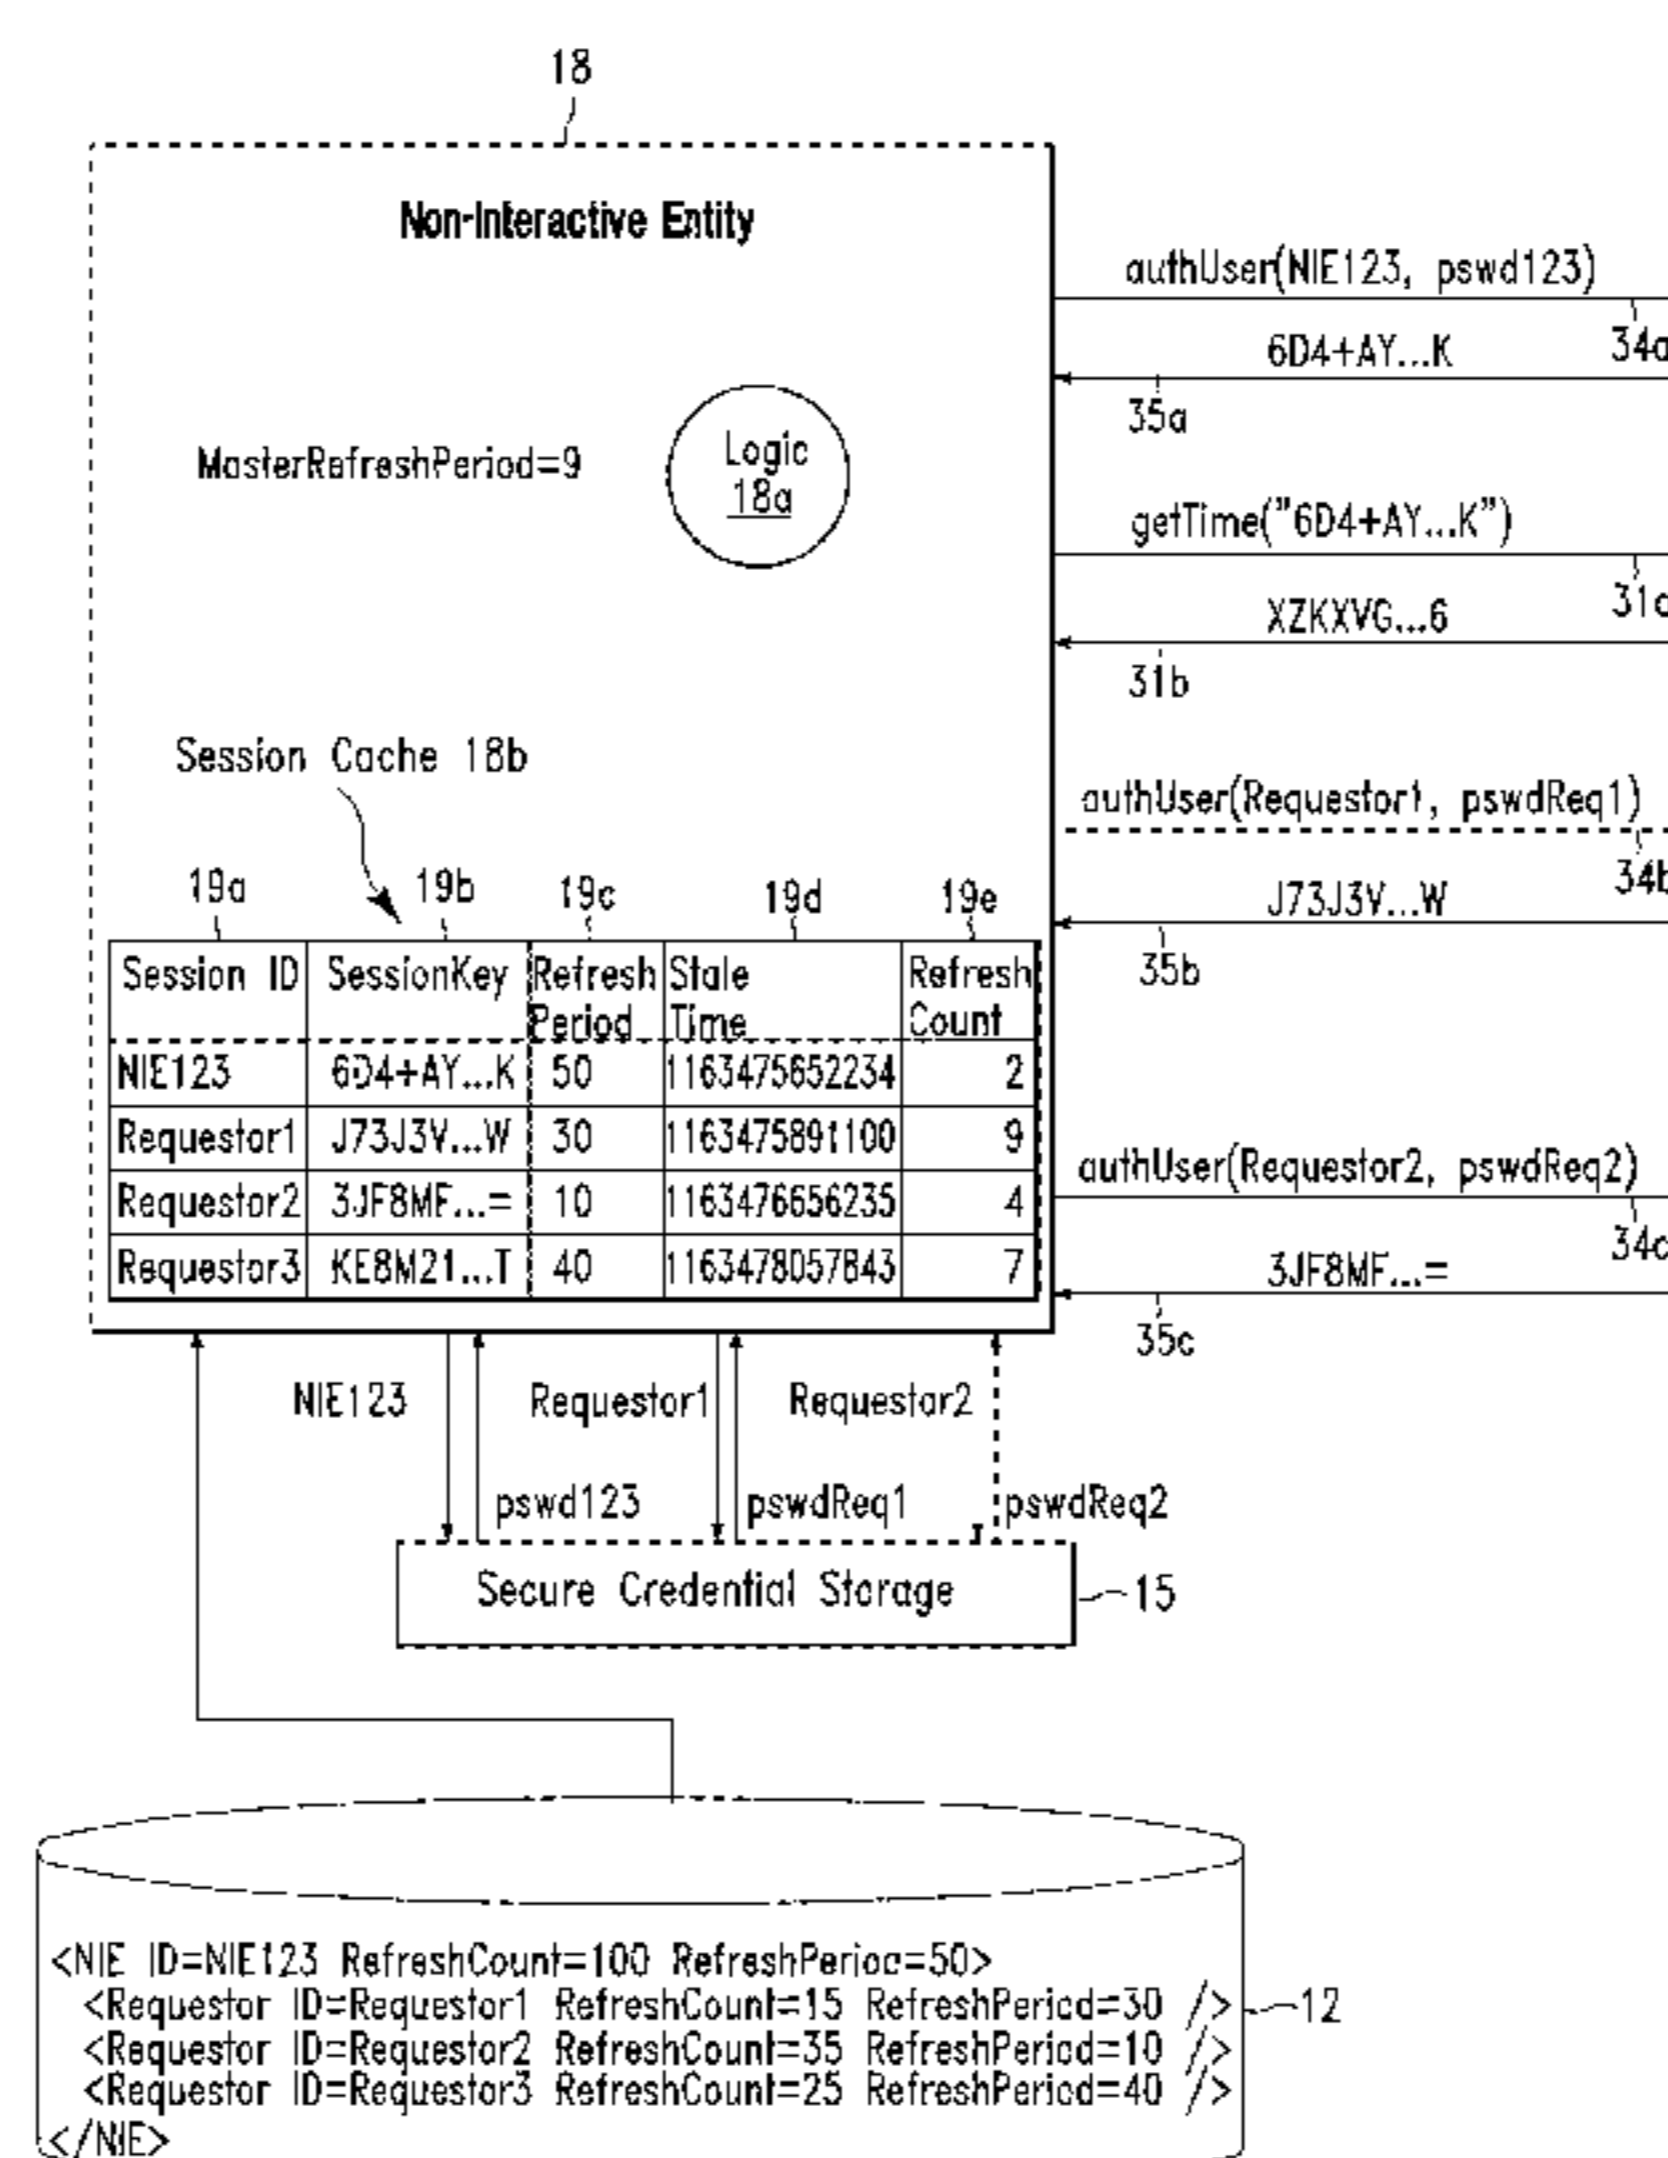 18
Non-Interactive Entity
authUser(NIE123, pswd123)
34a
6D4+AY...K
35a
MasterRefreshPeriod=9
Logic
18a
getTime("6D4+AY...K")
XZKXVG...6
31b
Session Cache 18b
authUser(Requestor1, pswdReq1)
34b
J73J3V...W
35b
19a 19b 19c 19d 19e
Session ID SessionKey Refresh Period Stale Time Refresh Count
NIE123 6D4+AY...K 50 1163475652234 2
Requestor1 J73J3V...W 30 1163475891100 9
Requestor2 3JF8MF...= 10 1163476656235 4
Requestor3 KE8M21...T 40 1163478057843 7
authUser(Requestor2, pswdReq2)
34c
3JF8MF...=
35c
NIE123 Requestor1 Requestor2
pswd123 pswdReq1 pswdReq2
Secure Credential Storage
15
<NIE ID=NIE123 RefreshCount=100 RefreshPeriod=50>
<Requestor ID=Requestor1 RefreshCount=15 RefreshPeriod=30 />
<Requestor ID=Requestor2 RefreshCount=35 RefreshPeriod=10 />
<Requestor ID=Requestor3 RefreshCount=25 RefreshPeriod=40 />
</NIE>
12